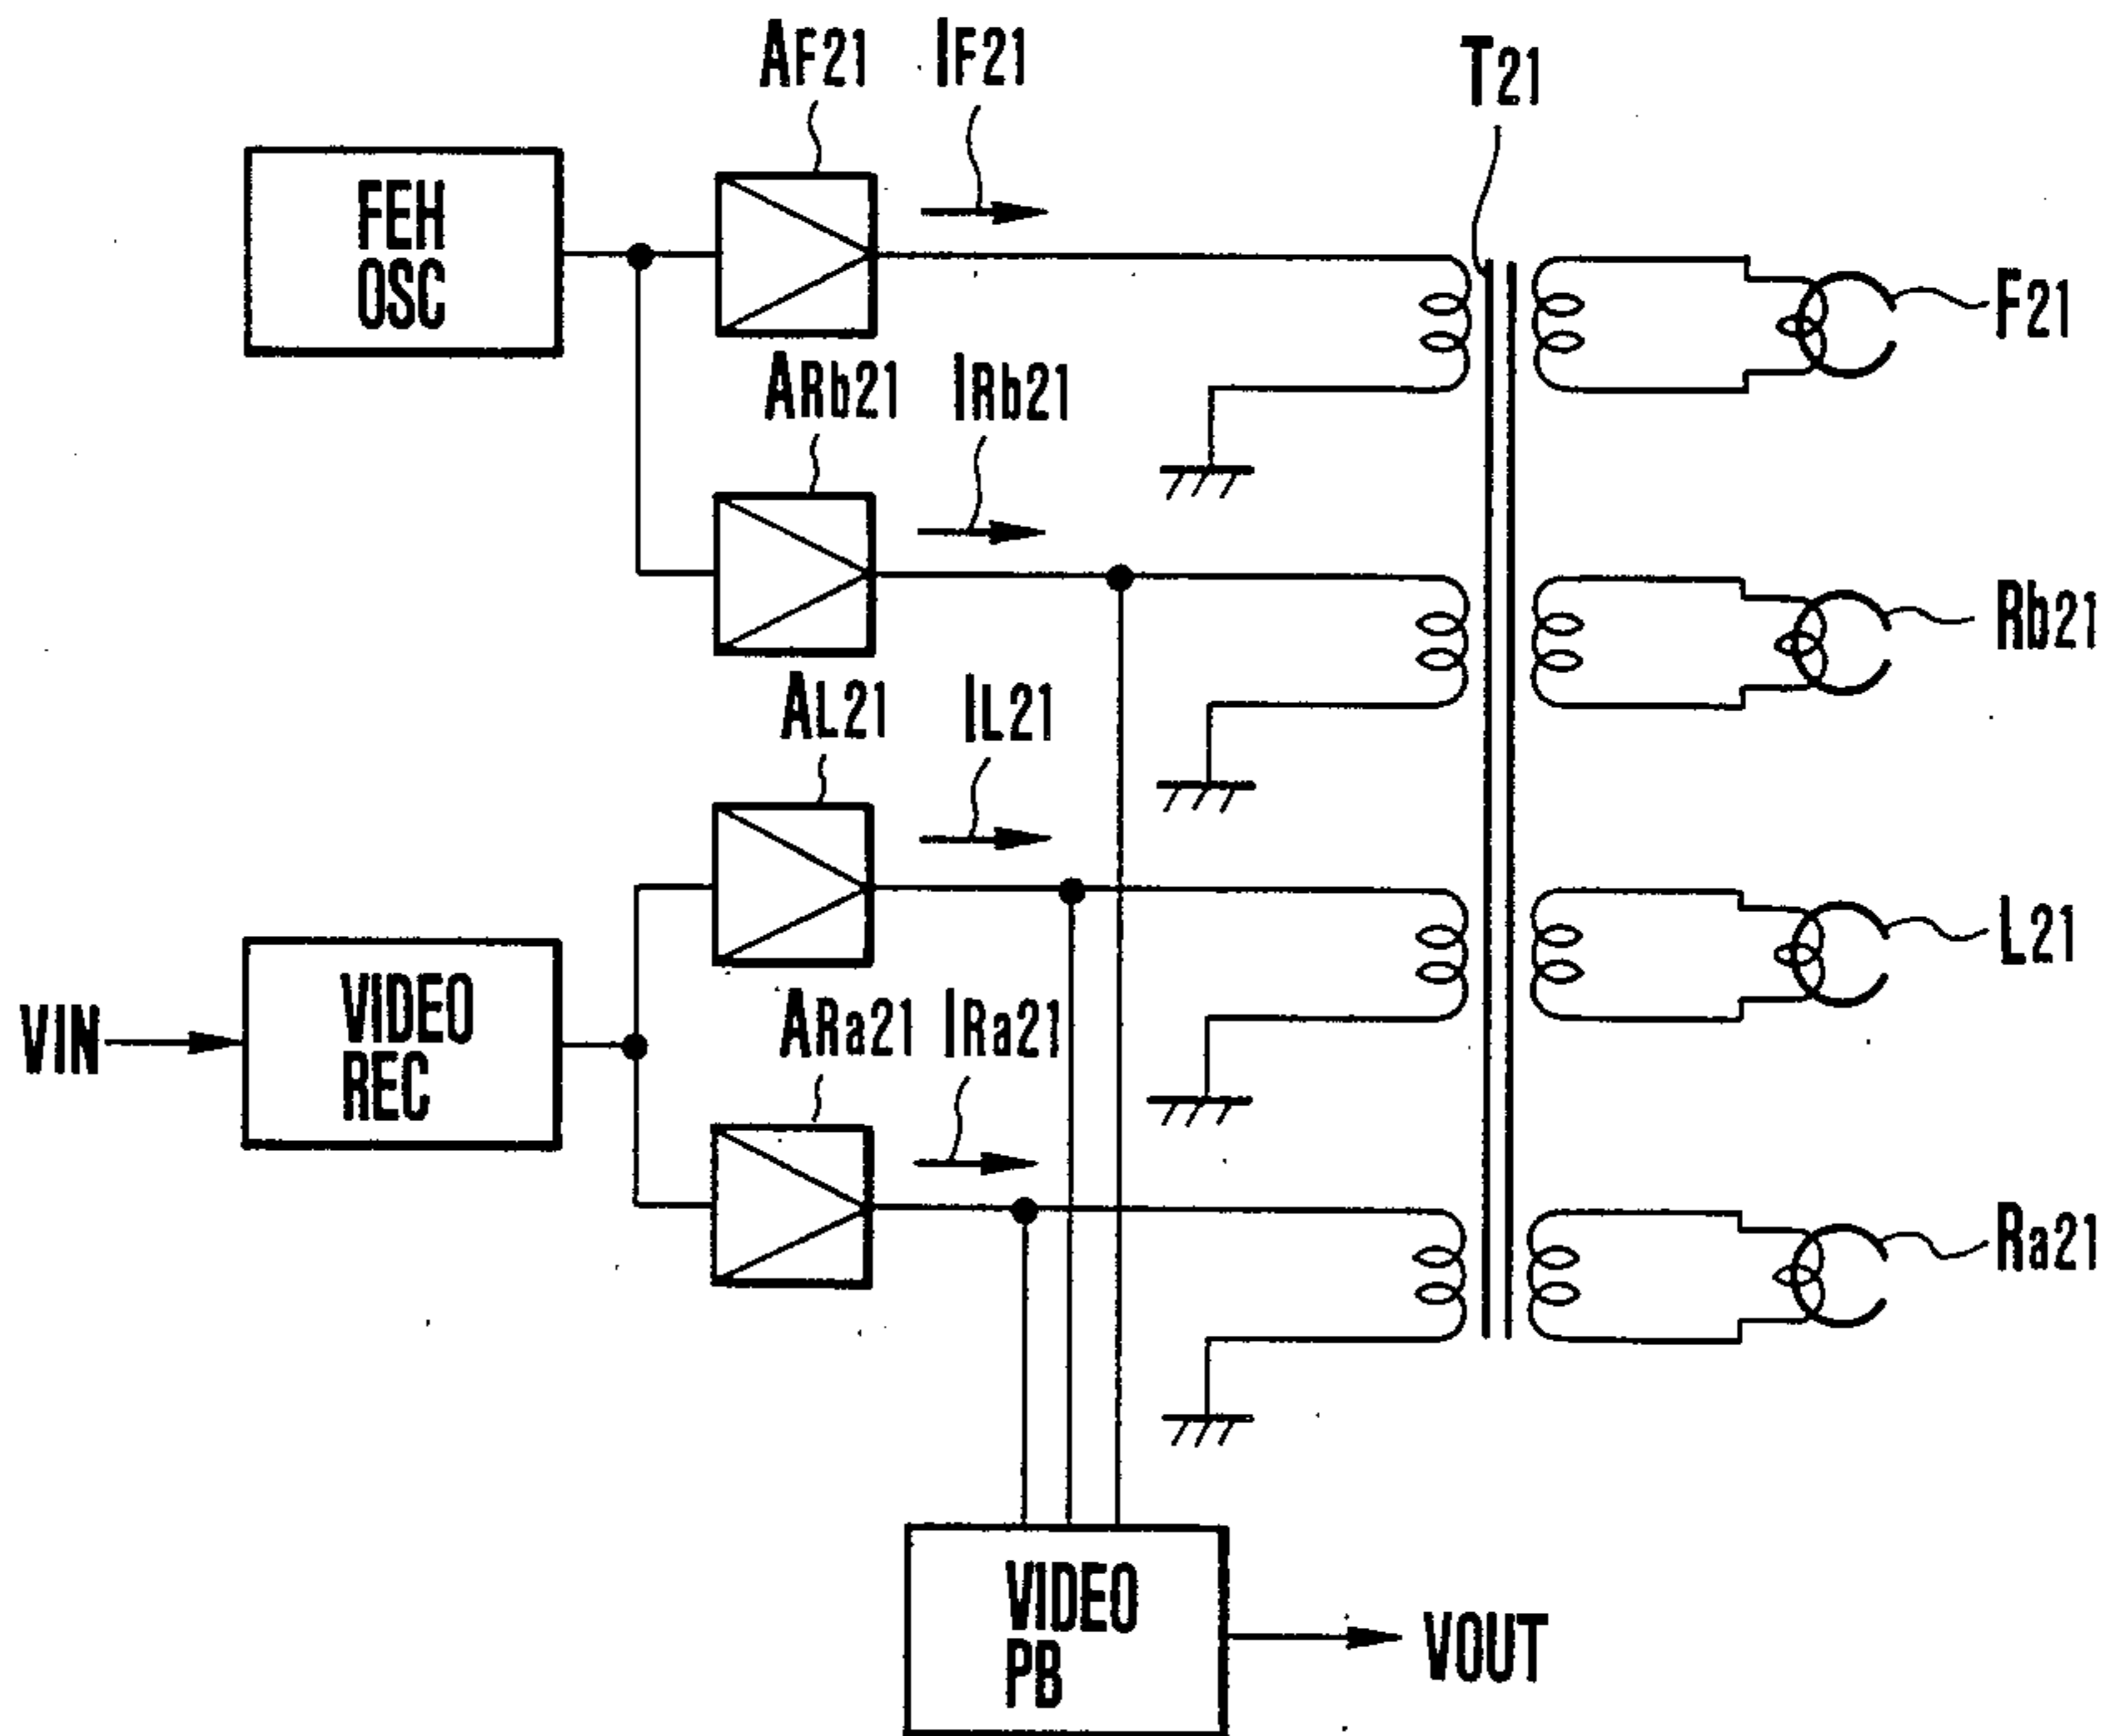 AF21
IF21
T21
FEH
OSC
F21
ARb21
IRb21
Rb21
AL21
IL21
L21
VIN
VIDEO
REC
ARa21
IRa21
Ra21
VIDEO
PB
VOUT